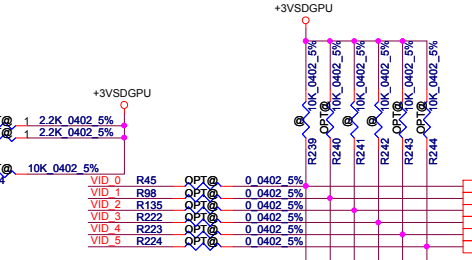 +3VSDGPU
+3VSDGPU
10K_0402_5%
10K_0402_5%
10K_0402_5%
10K_0402_5%
10K_0402_5%
10K_0402_5%
@
OPT@
@
@
OPT@
OPT@
R239
R240
R241
R242
R243
R244
1 2.2K_0402_5%
1 2.2K_0402_5%
10K_0402_5%
VID_0 R45 OPT@ 0_0402_5%
VID_1 R98 OPT@ 0_0402_5%
VID_2 R135 OPT@ 0_0402_5%
VID_3 R222 OPT@ 0_0402_5%
VID_4 R223 OPT@ 0_0402_5%
VID_5 R224 OPT@ 0_0402_5%